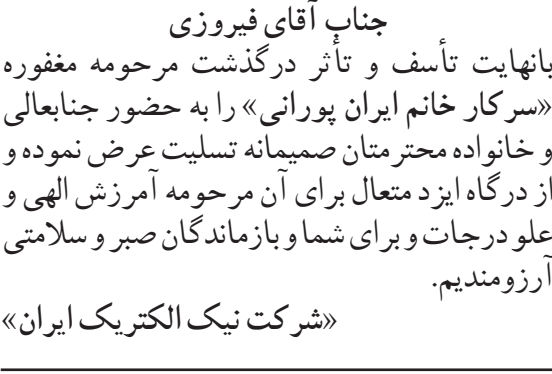 جناب آقای فیروزی
بانهایت تأسف و تأثر درگذشت مرحومه مغفوره
«سرکار خانم ایران پورانی» را به حضور جنابعالی
و خانواده محترمتان صمیمانه تسلیت عرض نموده و
از درگاه ایزد متعال برای آن مرحومه آمرزش الهی و
علو درجات و برای شما و بازماندگان صبر و سلامتی
آرزومندیم.
«شرکت نیک الکتریک ایران»